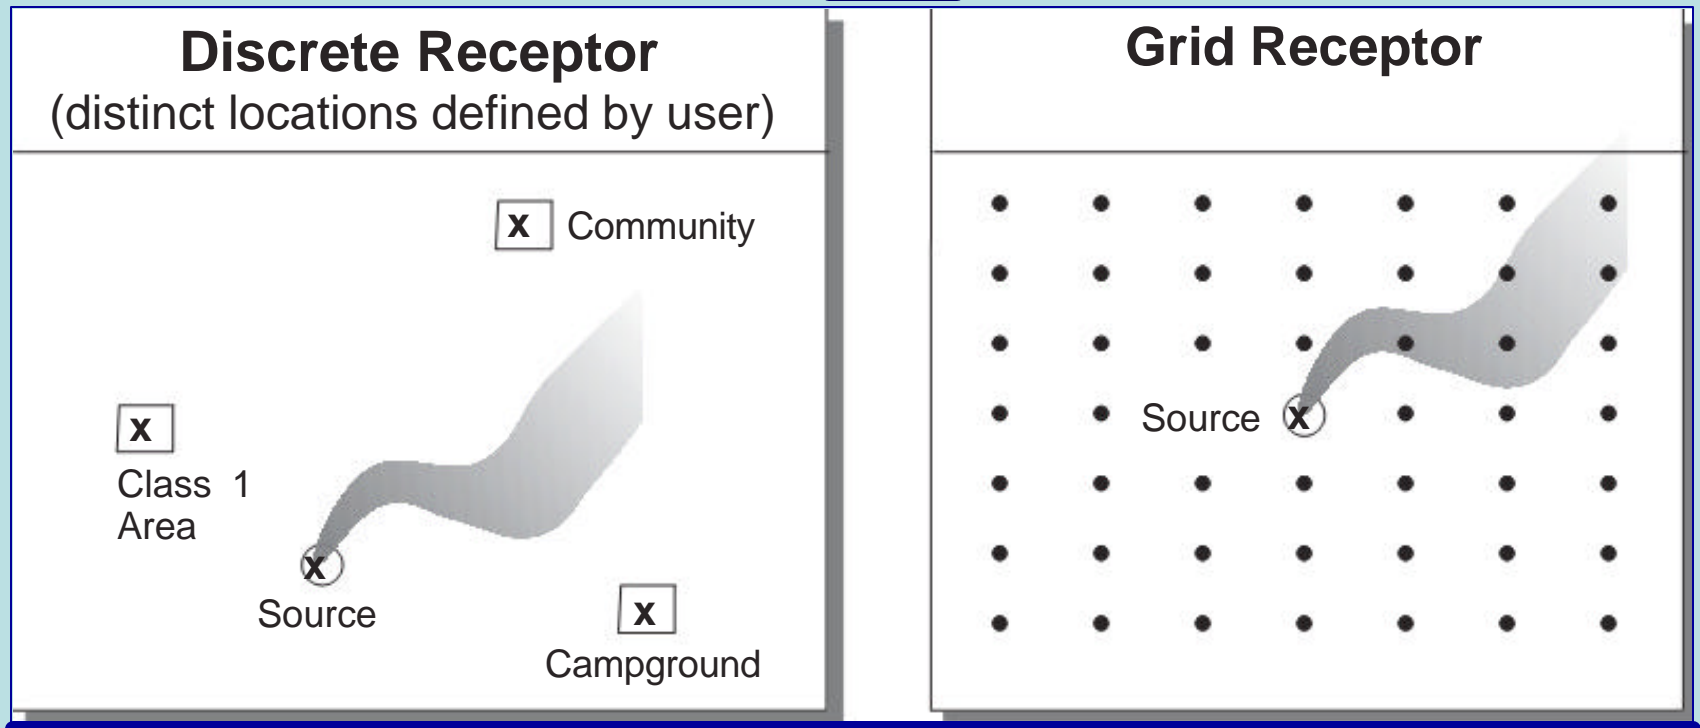 Discrete Receptor
(distinct locations defined by user)
x Community
x
Class 1
Area
x
Source
x
Campground
Grid Receptor
Source x